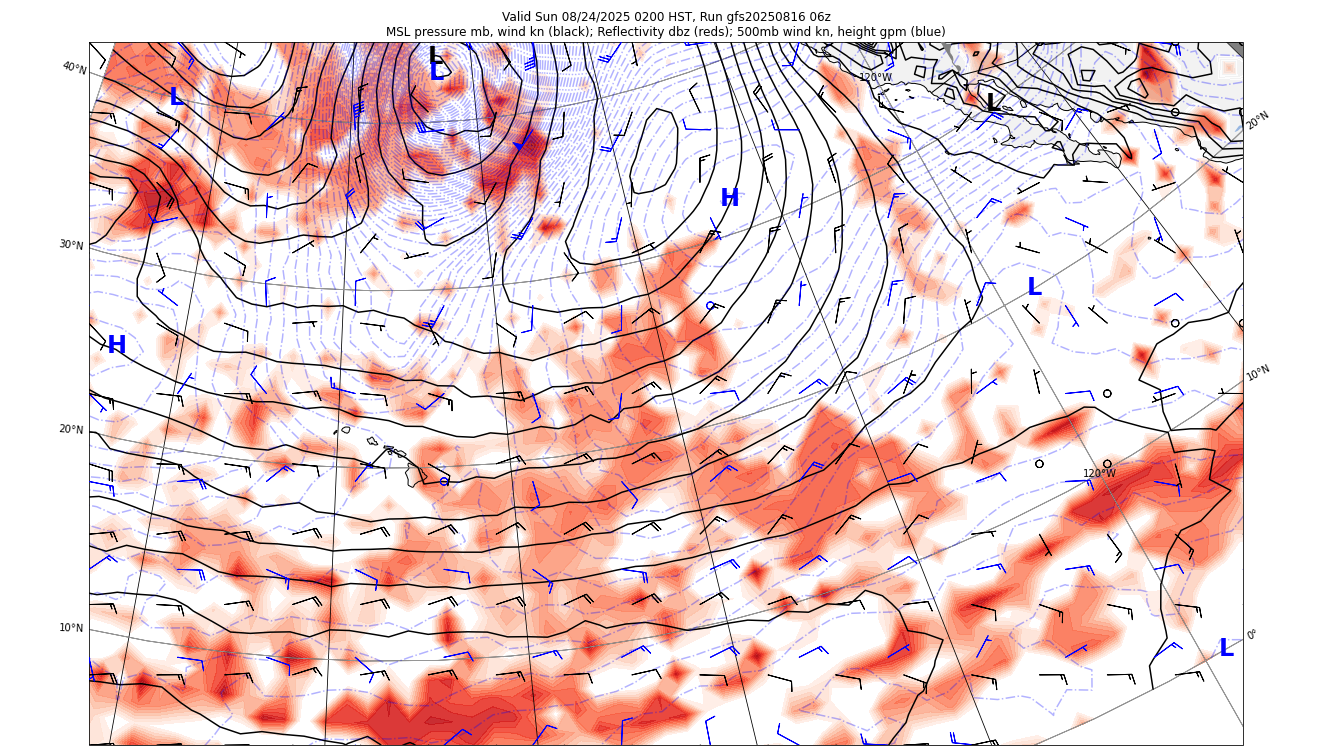 Valid Sun 08/24/2025 0200 HST, Run gfs20250816 06z
MSL pressure mb, wind kn (black); Reflectivity dbz (reds); 500mb wind kn, height gpm (blue)
L
L
40°N
120°W
L
L
20°N
H
30°N
L
H
10°N
20°N
120°W
10°N
0°
L